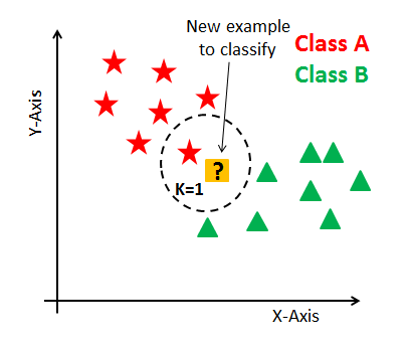 New example
to classify
Class A
Class B
Y-Axis
?
K=1
X-Axis